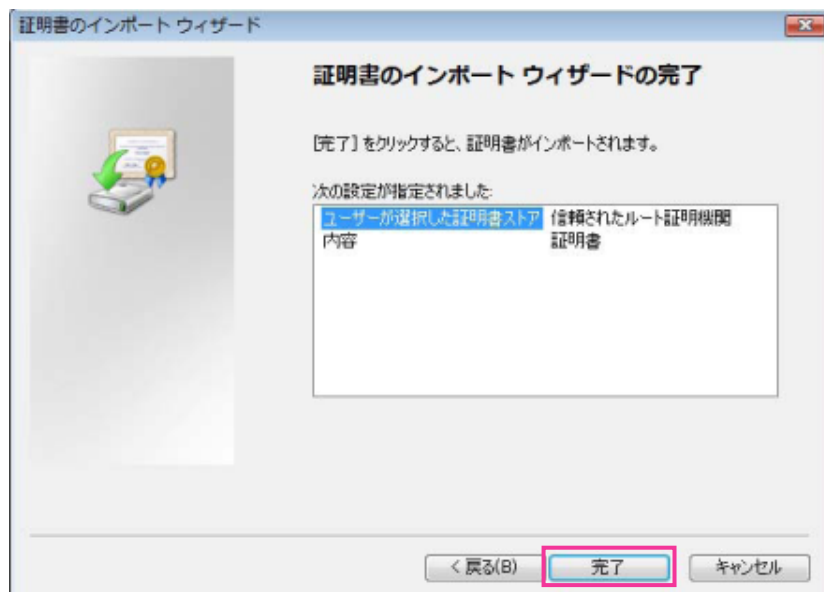 証明書のインポート ウィザード
証明書のインポート ウィザードの完了
[完了] をクリックすると、証明書がインポートされます。
次の設定が指定されました:
ユーザーが選択した証明書ストア 信頼されたルート証明機関
内容 証明書
< 戻る(B) 完了 キャンセル